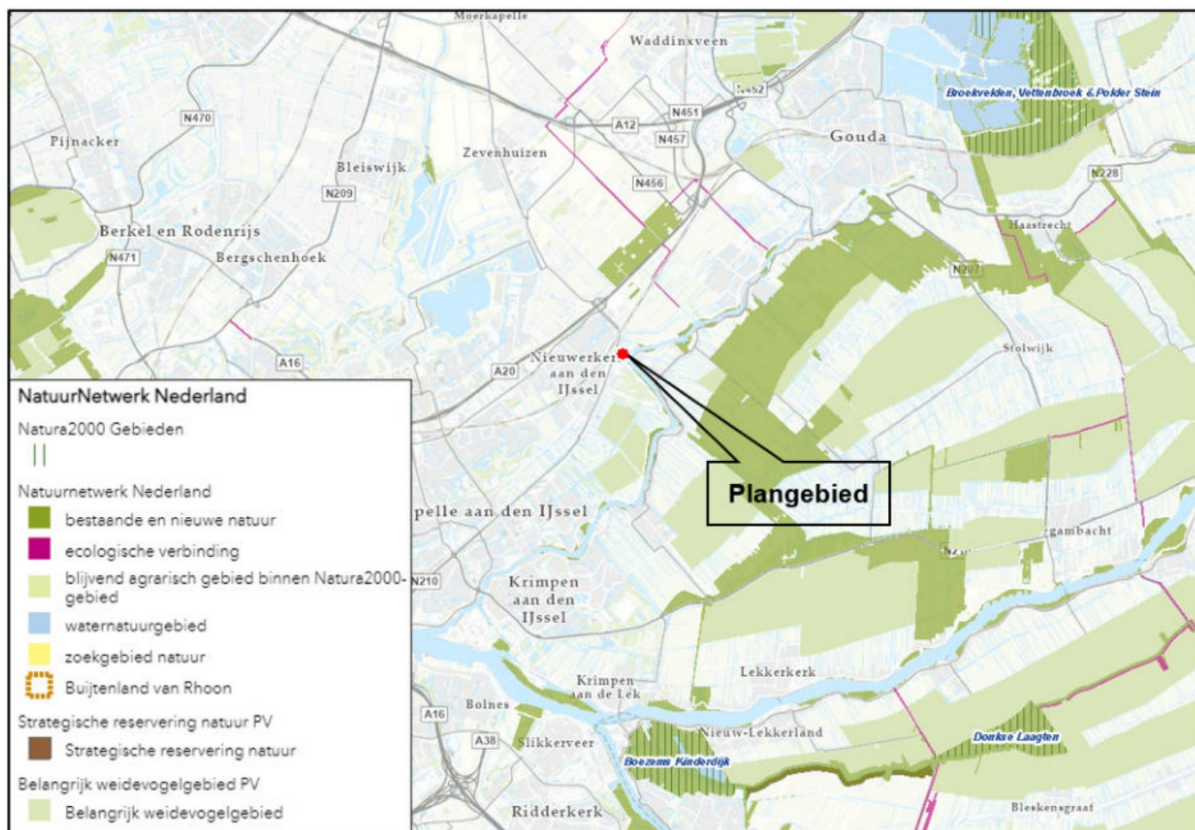 Moerkapelle
Waddinxveen
N452
Broekvelden, Vettenbroek & Polder Stein
N470
N451
A12
Gouda
Pijnacker
N457
Bleiswijk
Zevenhuizen
N228
N209
N456
Haastrecht
Berkel en Rodenrijs
N471
Bergschenhoek
N207
Stolwijk
Nieuwerkerk
aan den
IJssel
A16
A20
Plangebied
pelle aan den IJssel
gambacht
N210
Krimpen
aan den
IJssel
Lekkerkerk
Krimpen
aan de Lek
Bolnes
A16
Nieuw-Lekkerland
Donkse Laagten
A38
Slikkerveer
Boezems Kinderdijk
Ridderkerk
Bleskensgraaf
NatuurNetwerk Nederland
Natura2000 Gebieden
Natuurnetwerk Nederland
bestaande en nieuwe natuur
ecologische verbinding
blijvend agrarisch gebied binnen Natura2000-
gebied
waternatuurgebied
zoekgebied natuur
Buijtenland van Rhoon
Strategische reservering natuur PV
Strategische reservering natuur
Belangrijk weidevogelgebied PV
Belangrijk weidevogelgebied